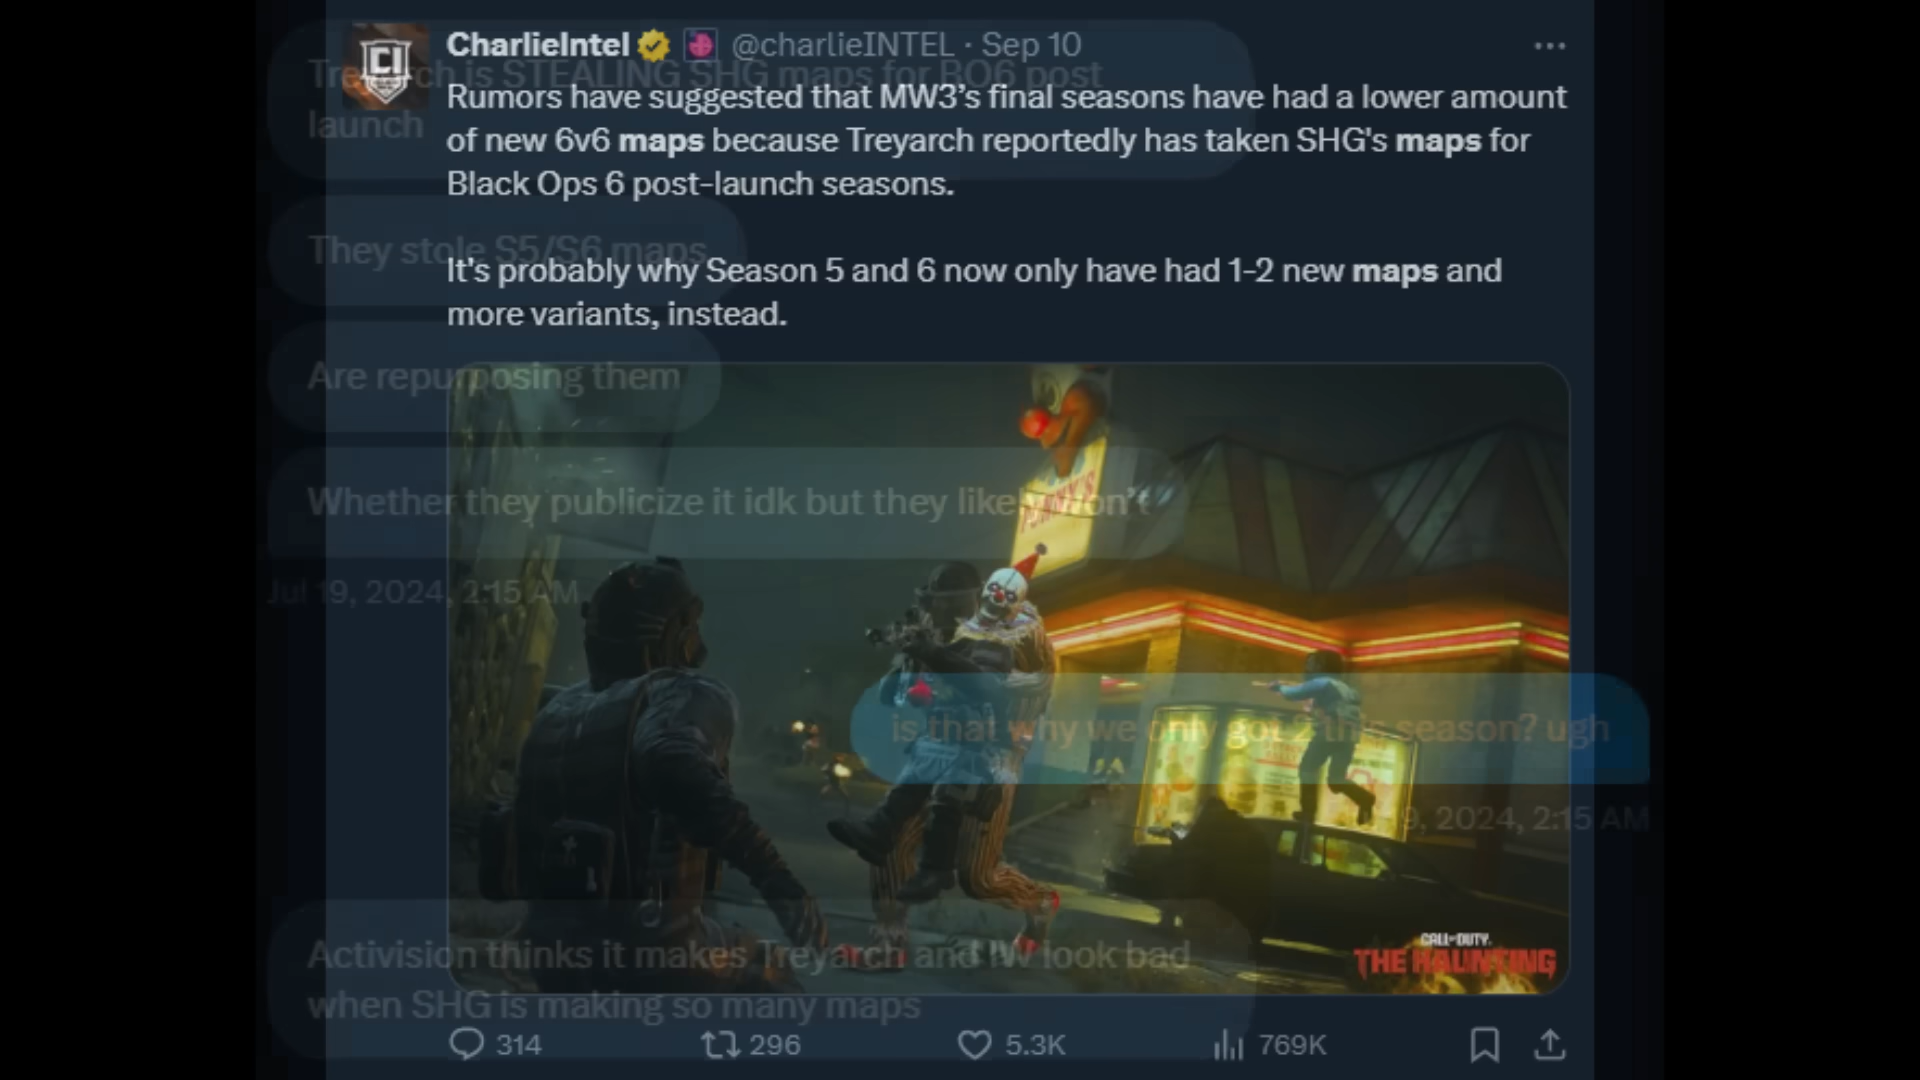 CharlieIntel @charlieINTEL · Sep 10
Rumors have suggested that MW3's final seasons have had a lower amount
of new 6v6 maps because Treyarch reportedly has taken SHG's maps for
Black Ops 6 post-launch seasons.
It's probably why Season 5 and 6 now only have had 1-2 new maps and
more variants, instead.
CI
CALL OF DUTY
THE HAUNTING
314
296
5.3K
769K
Treyarch is STEALING SHG maps for BO6 post
launch
They stole S5/S6 maps
Are repurposing them
Whether they publicize it idk but they likely won't
Jul 19, 2024, 2:15 AM
is that why we only got 2 this season? ugh
9, 2024, 2:15 AM
Activision thinks it makes Treyarch and IW look bad
when SHG is making so many maps